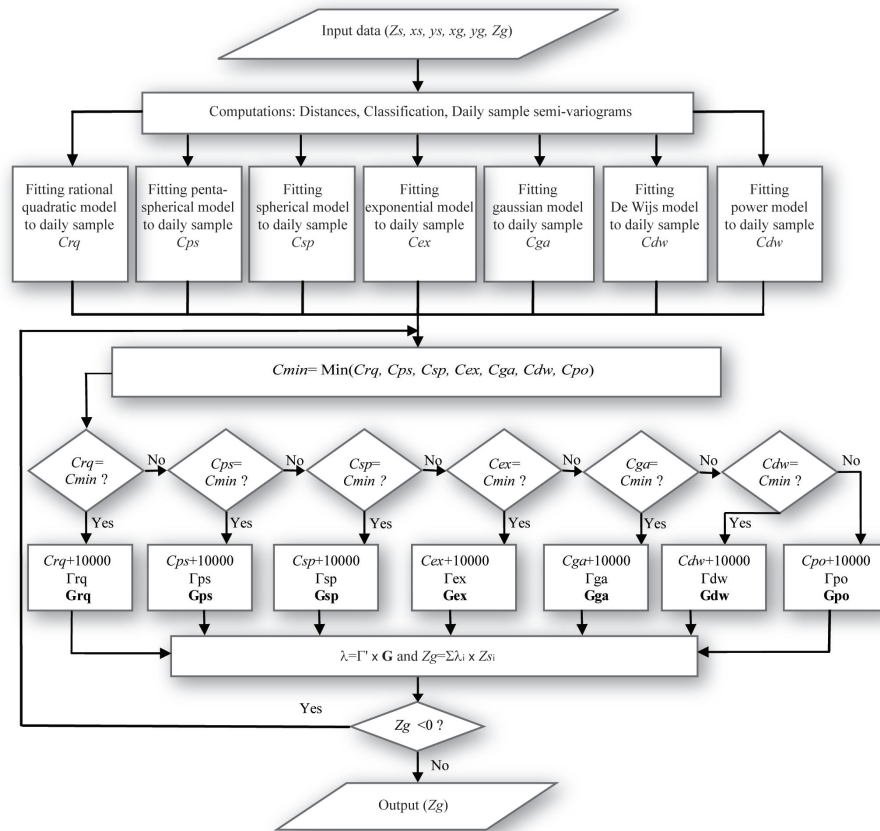 Input data (Zs, xs, ys, xg, yg, Zg)
Computations: Distances, Classification, Daily sample semi-variograms
Fitting rational
quadratic model
to daily sample
Crq
Fitting penta-
spherical model
to daily sample
Cps
Fitting
spherical model
to daily sample
Csp
Fitting
exponential model
to daily sample
Cex
Fitting
gaussian model
to daily sample
Cga
Fitting
De Wijs model
to daily sample
Cdw
Fitting
power model
to daily sample
Cdw
Cmin= Min(Crq, Cps, Csp, Cex, Cga, Cdw, Cpo)
Crq=
Cmin ?
No
Cps=
Cmin ?
No
Csp=
Cmin ?
No
Cex=
Cmin ?
No
Cga=
Cmin ?
No
Cdw=
Cmin ?
No
Yes
Yes
Yes
Yes
Yes
Yes
Crq+10000
Γrq
Grq
Cps+10000
Γps
Gps
Csp+10000
Γsp
Gsp
Cex+10000
Γex
Gex
Cga+10000
Γga
Gga
Cdw+10000
Γdw
Gdw
Cpo+10000
Γpo
Gpo
λ=Γ' x G and Zg=Σλi x Zsi
Yes
Zg <0 ?
No
Output (Zg)